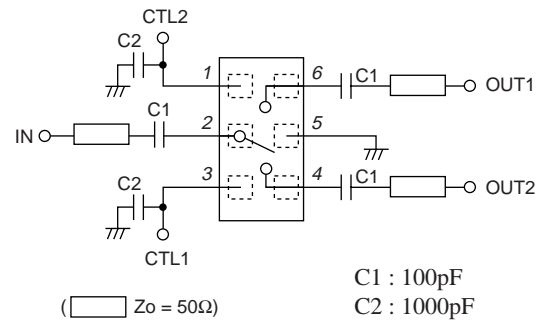 CTL2
C2
1
6
C1
OUT1
C1
IN
2
5
C2
3
4
C1
OUT2
CTL1
C1 : 100pF
( Zo = 50Ω)
C2 : 1000pF